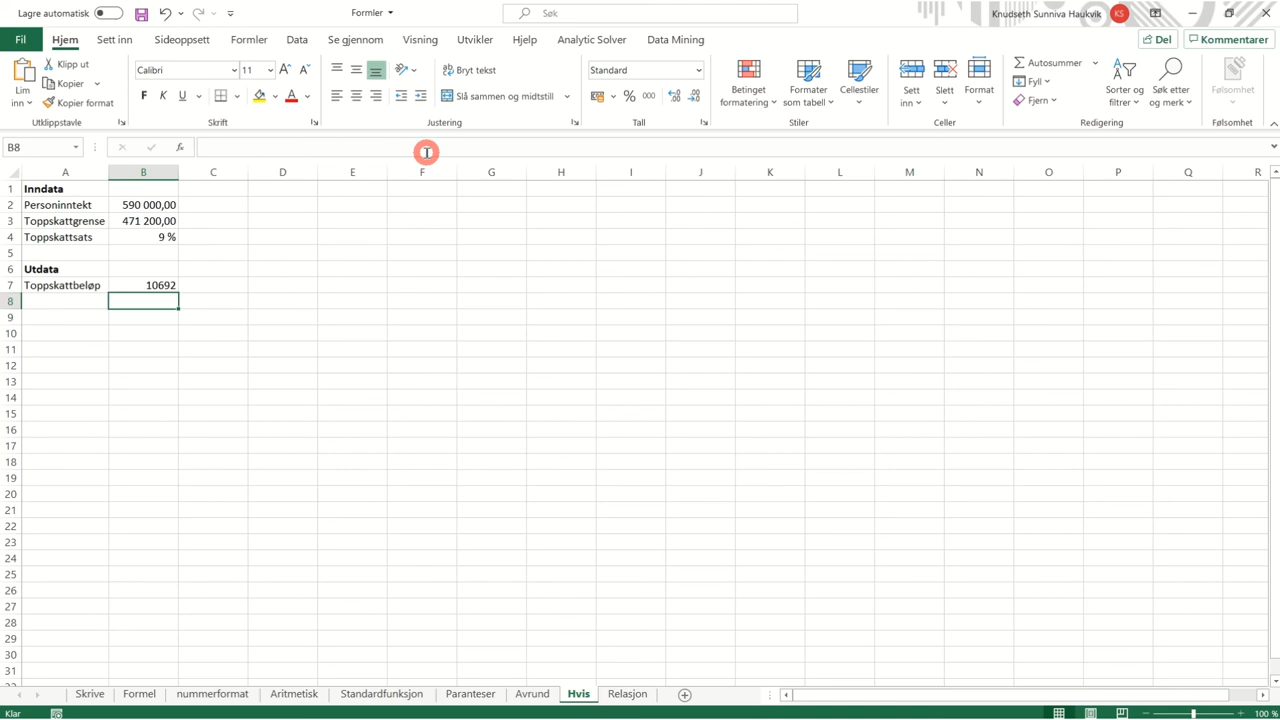 Lagre automatisk Formler Søk Knudseth Sunniva Haukvik KS
Fil Hjem Sett inn Sideoppsett Formler Data Se gjennom Visning Utvikler Hjelp Analytic Solver Data Mining Del Kommentarer
Lim inn Klipp ut Kopier Kopier format Utklippstavle
Calibri 11 F K U A Skrift
Bryt tekst Slå sammen og midtstill Justering
Standard % 000 Tall
Betinget formatering Formater som tabell Cellestiler Stiler
Sett inn Slett Format Celler
Autosummer Fyll Fjern Sorter og filtrer Søk etter og merk Redigering
Følsomhet Følsomhet
B8 fx
A B C D E F G H I J K L M N O P Q R
1 Inndata
2 Personinntekt 590 000,00
3 Toppskattgrense 471 200,00
4 Toppskattsats 9 %
5
6 Utdata
7 Toppskattbeløp 10692
8
9
10
11
12
13
14
15
16
17
18
19
20
21
22
23
24
25
26
27
28
29
30
31
Skrive Formel nummerformat Aritmetisk Standardfunksjon Paranteser Avrund Hvis Relasjon
Klar 100 %